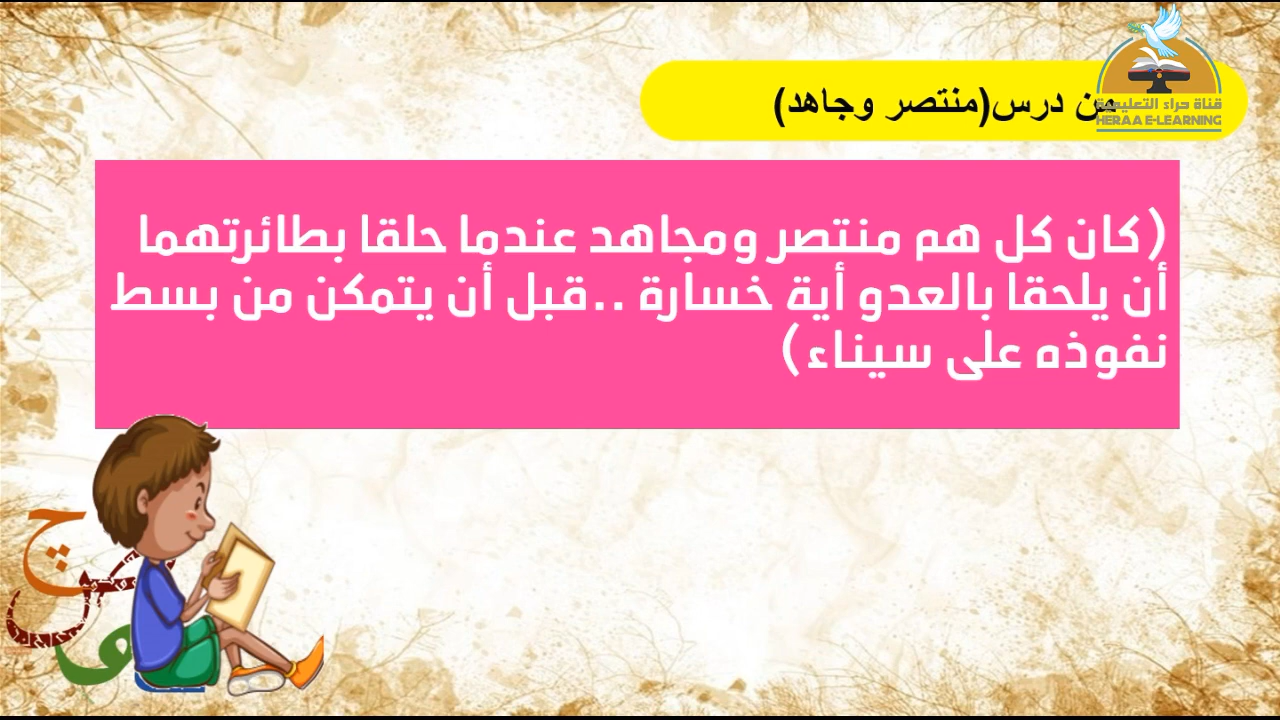 قناة حراء التعليمية
HERAA E-LEARNING
من درس(منتصر وجاهد)
(كان كل هم منتصر ومجاهد عندما حلقا بطائرتهما
أن يلحقا بالعدو أية خسارة ..قبل أن يتمكن من بسط
نفوذه على سيناء)